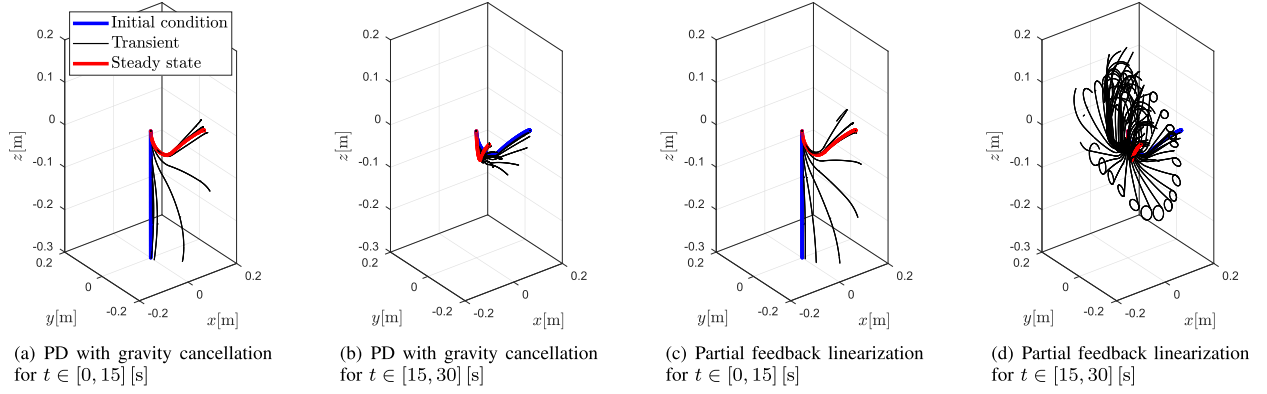 Initial condition
Transient
Steady state
0.2
0.1
0
-0.1
-0.2
-0.3
z[m]
0.2
0
-0.2
y[m]
-0.2
0
0.2
x[m]
(a) PD with gravity cancellation
for t ∈ [0, 15] [s]
0.2
0.1
0
-0.1
-0.2
-0.3
z[m]
0.2
0
-0.2
y[m]
-0.2
0
0.2
x[m]
(b) PD with gravity cancellation
for t ∈ [15, 30] [s]
0.2
0.1
0
-0.1
-0.2
-0.3
z[m]
0.2
0
-0.2
y[m]
-0.2
0
0.2
x[m]
(c) Partial feedback linearization
for t ∈ [0, 15] [s]
0.2
0.1
0
-0.1
-0.2
-0.3
z[m]
0.2
0
-0.2
y[m]
-0.2
0
0.2
x[m]
(d) Partial feedback linearization
for t ∈ [15, 30] [s]